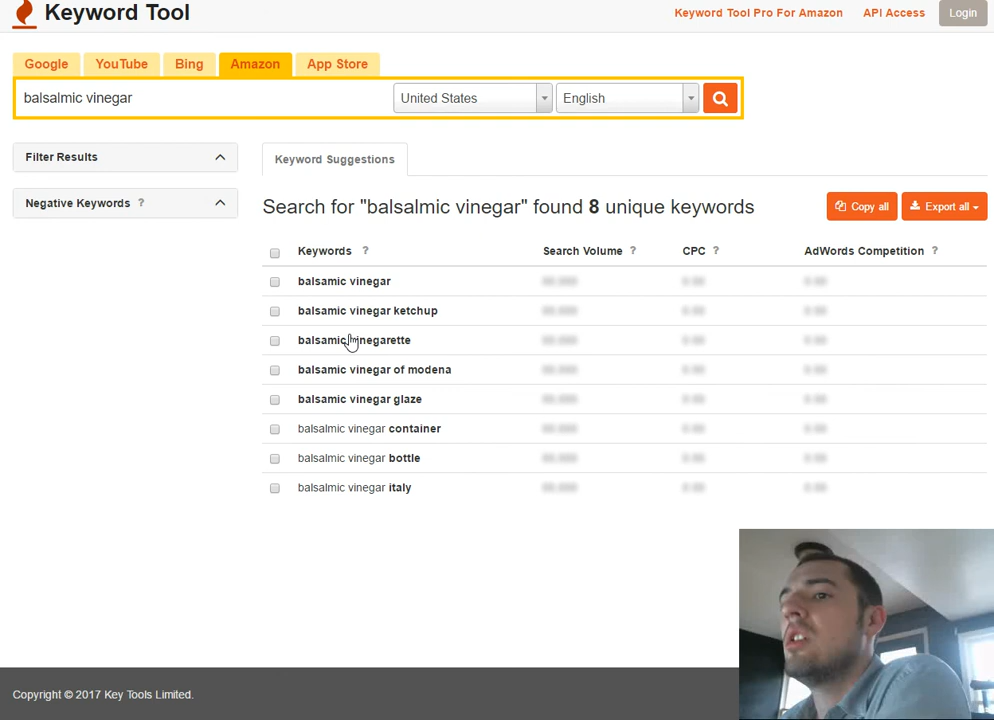 Keyword Tool
Keyword Tool Pro For Amazon API Access Login
Google YouTube Bing Amazon App Store
balsalmic vinegar United States English
Filter Results
Negative Keywords ?
Keyword Suggestions
Search for "balsalmic vinegar" found 8 unique keywords
Copy all Export all
Keywords ? Search Volume ? CPC ? AdWords Competition ?
balsamic vinegar
balsamic vinegar ketchup
balsamic vinegarette
balsamic vinegar of modena
balsamic vinegar glaze
balsalmic vinegar container
balsalmic vinegar bottle
balsalmic vinegar italy
Copyright © 2017 Key Tools Limited.